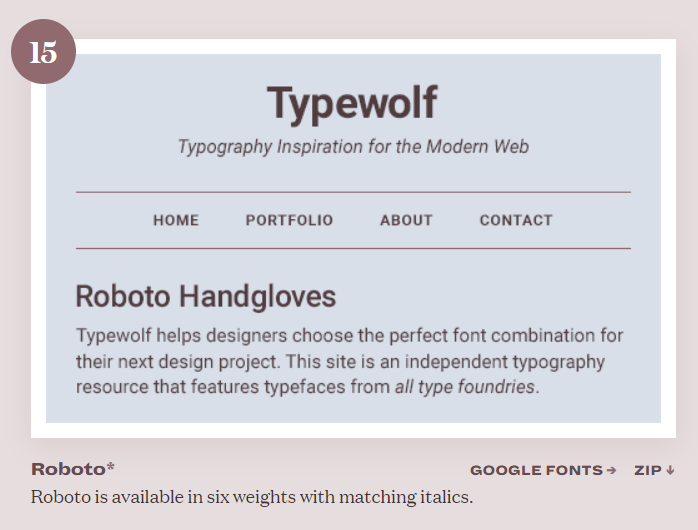 15
Typewolf
Typography Inspiration for the Modern Web
HOME PORTFOLIO ABOUT CONTACT
Roboto Handgloves
Typewolf helps designers choose the perfect font combination for
their next design project. This site is an independent typography
resource that features typefaces from all type foundries.
Roboto* GOOGLE FONTS → ZIP ↓
Roboto is available in six weights with matching italics.